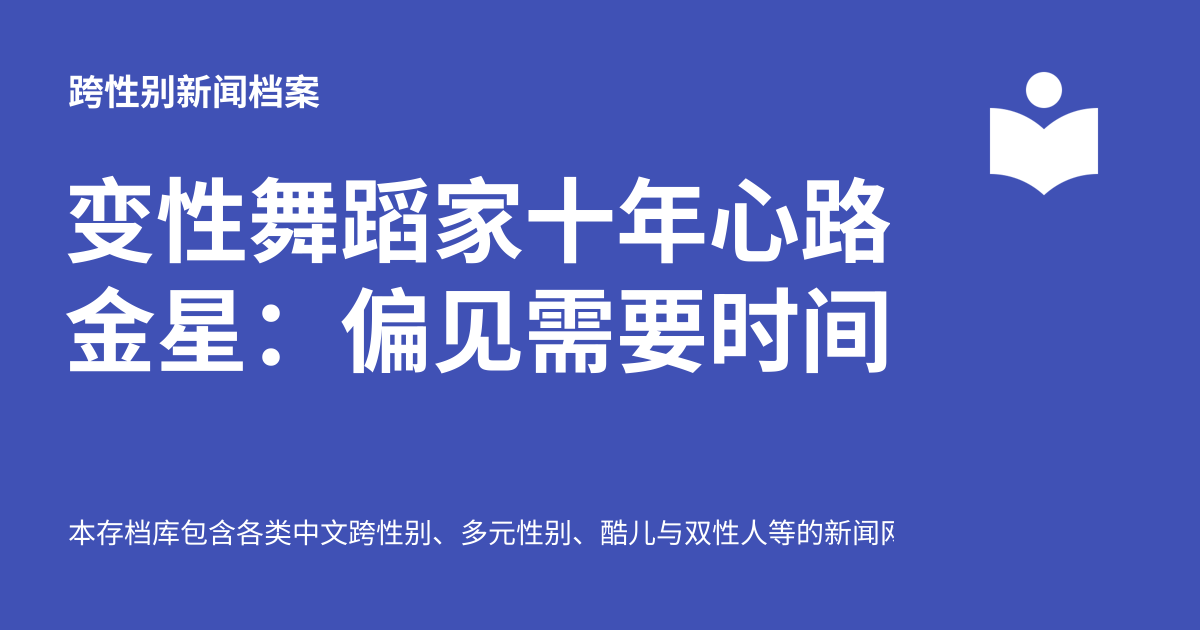 跨性别新闻档案
变性舞蹈家十年心路
金星：偏见需要时间
本存档库包含各类中文跨性别、多元性别、酷儿与双性人等的新闻